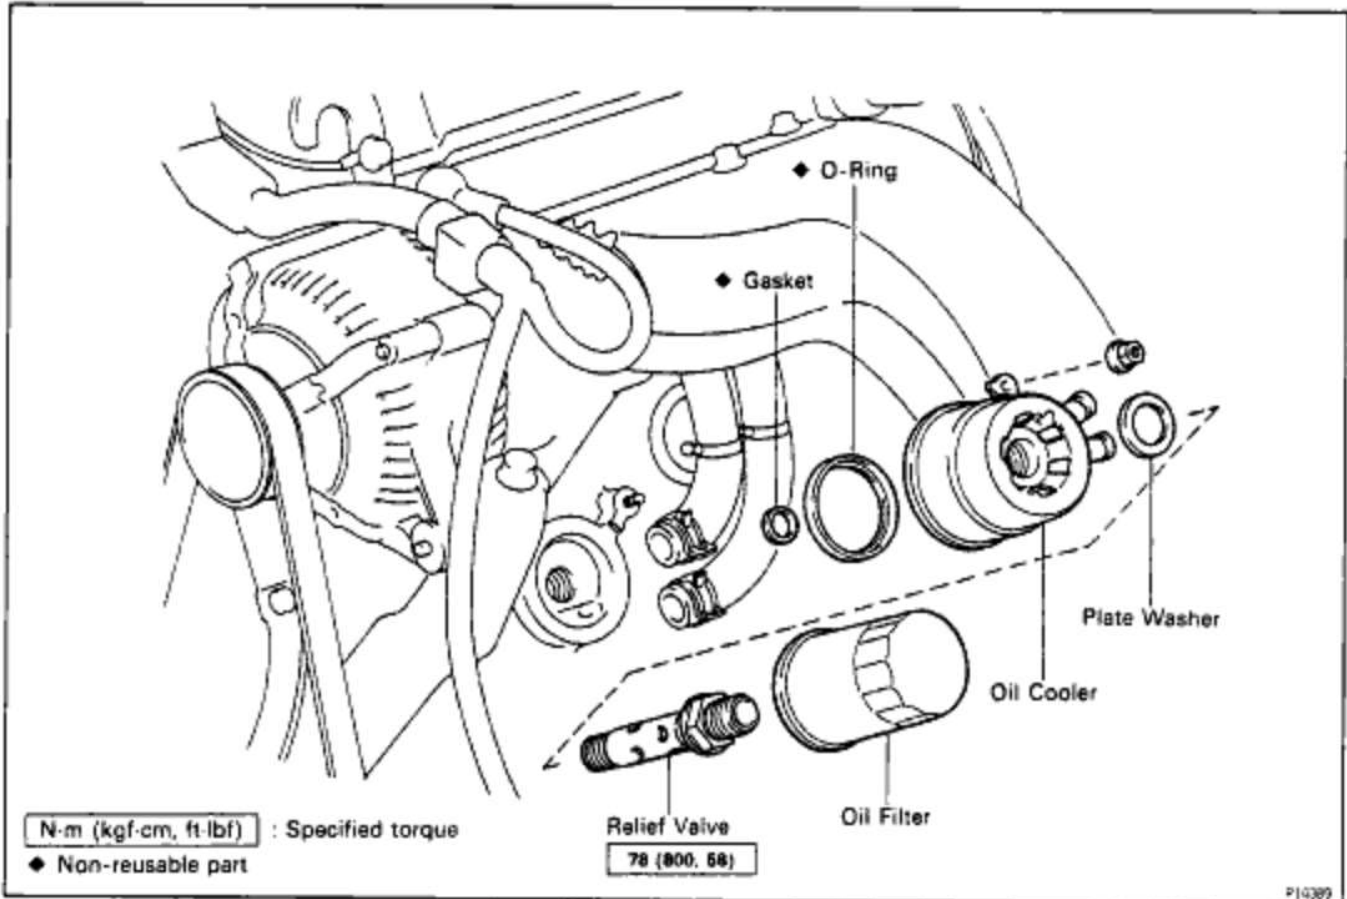 ◆ O-Ring
◆ Gasket
Plate Washer
Oil Cooler
Oil Filter
Relief Valve
78 (800, 58)
N·m (kgf·cm, ft·lbf) : Specified torque
◆ Non-reusable part
P14389